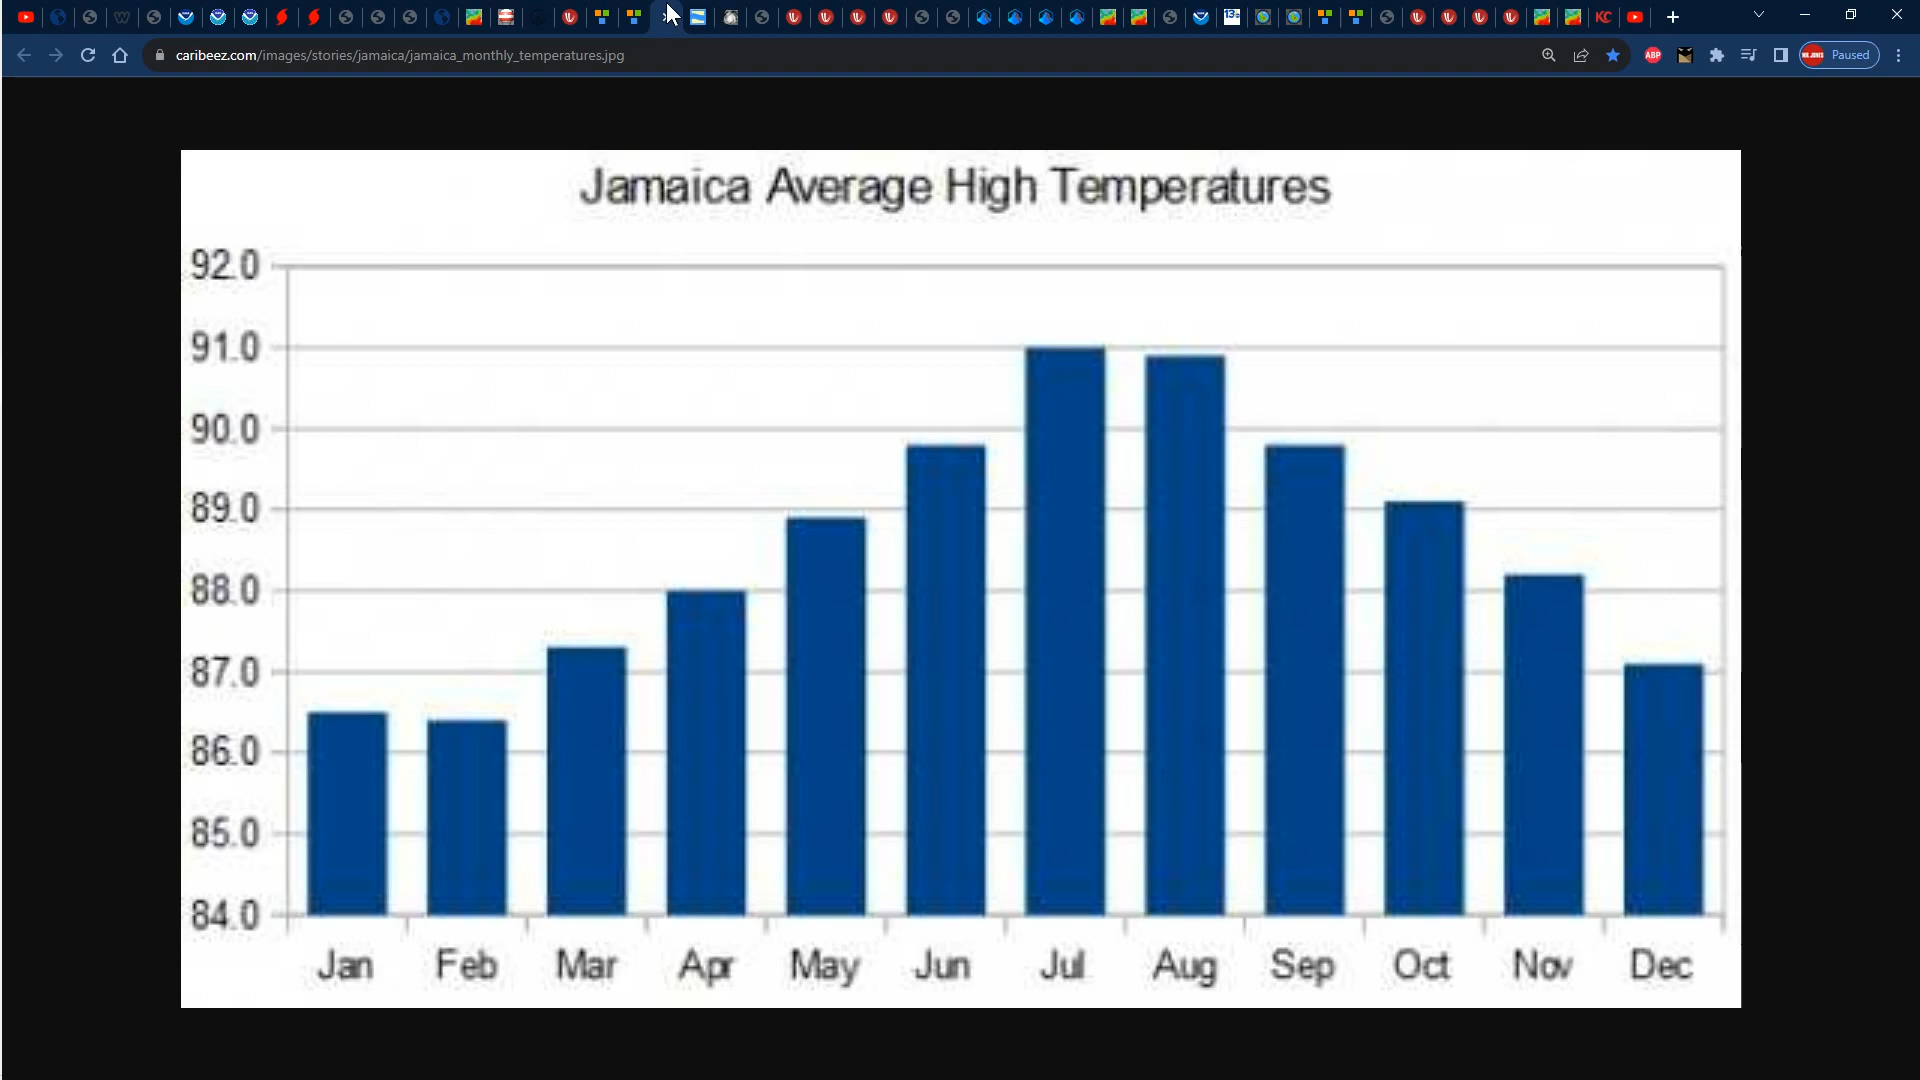 caribeez.com/images/stories/jamaica/jamaica_monthly_temperatures.jpg
ABP
Paused
Jamaica Average High Temperatures
92.0
91.0
90.0
89.0
88.0
87.0
86.0
85.0
84.0
Jan Feb Mar Apr May Jun Jul Aug Sep Oct Nov Dec